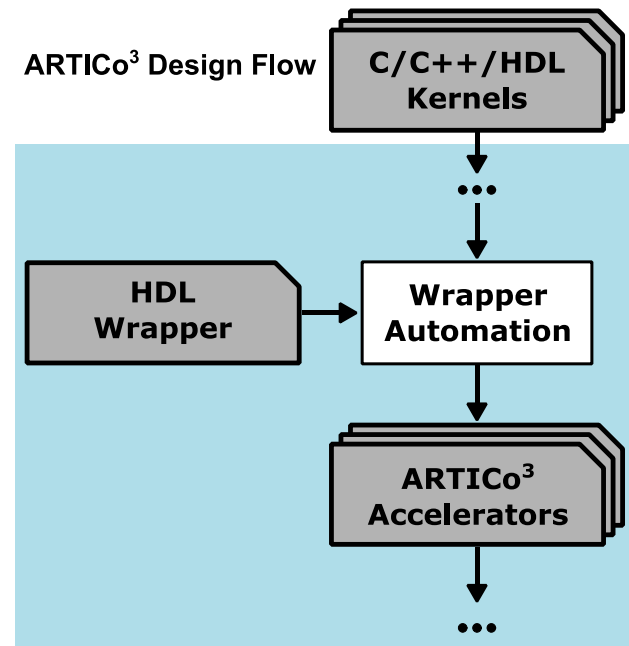 ARTICo³ Design Flow
C/C++/HDL
Kernels
•••
HDL
Wrapper
Wrapper
Automation
ARTICo³
Accelerators
•••